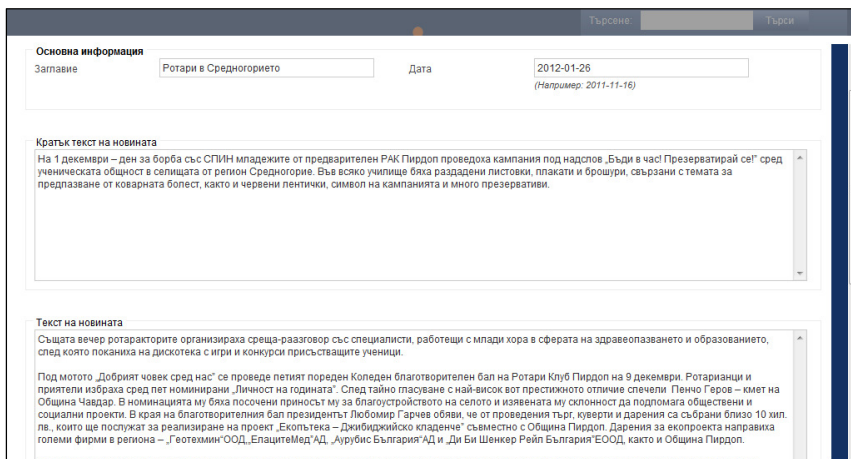 Търсене: Търси
Основна информация
Заглавие Ротари в Средногорието Дата 2012-01-26
(Например: 2011-11-16)
Кратък текст на новината
На 1 декември – ден за борба със СПИН младежите от предварителен РАК Пирдоп проведоха кампания под надслов „Бъди в час! Презерватирай се!" сред
ученическата общност в селищата от регион Средногорие. Във всяко училище бяха раздадени листовки, плакати и брошури, свързани с темата за
предпазване от коварната болест, както и червени лентички, символ на кампанията и много презервативи.
Текст на новината
Същата вечер ротаракторите организираха среща-раазговор със специалисти, работещи с млади хора в сферата на здравеопазването и образованието,
след която поканиха на дискотека с игри и конкурси присъстващите ученици.
Под мотото „Добрият човек сред нас" се проведе петият пореден Коледен благотворителен бал на Ротари Клуб Пирдоп на 9 декември. Ротарианци и
приятели избраха сред пет номинирани „Личност на годината". След тайно гласуване с най-висок вот престижното отличие спечели Пенчо Геров – кмет на
Община Чавдар. В номинацията му бяха посочени приносът му за благоустройството на селото и изявената му склонност да подпомага обществени и
социални проекти. В края на благотворителния бал президентът Любомир Гарчев обяви, че от проведения търг, куверти и дарения са събрани близо 10 хил.
лв., които ще послужат за реализиране на проект „Екопътека – Джибиджийско кладенче" съвместно с Община Пирдоп. Дарения за екопроекта направиха
големи фирми в региона – „Геотехмин"ООД,„Елаците­Мед"АД, „Аурубис България"АД и „Ди Би Шенкер Рейл България"ЕООД, както и Община Пирдоп.